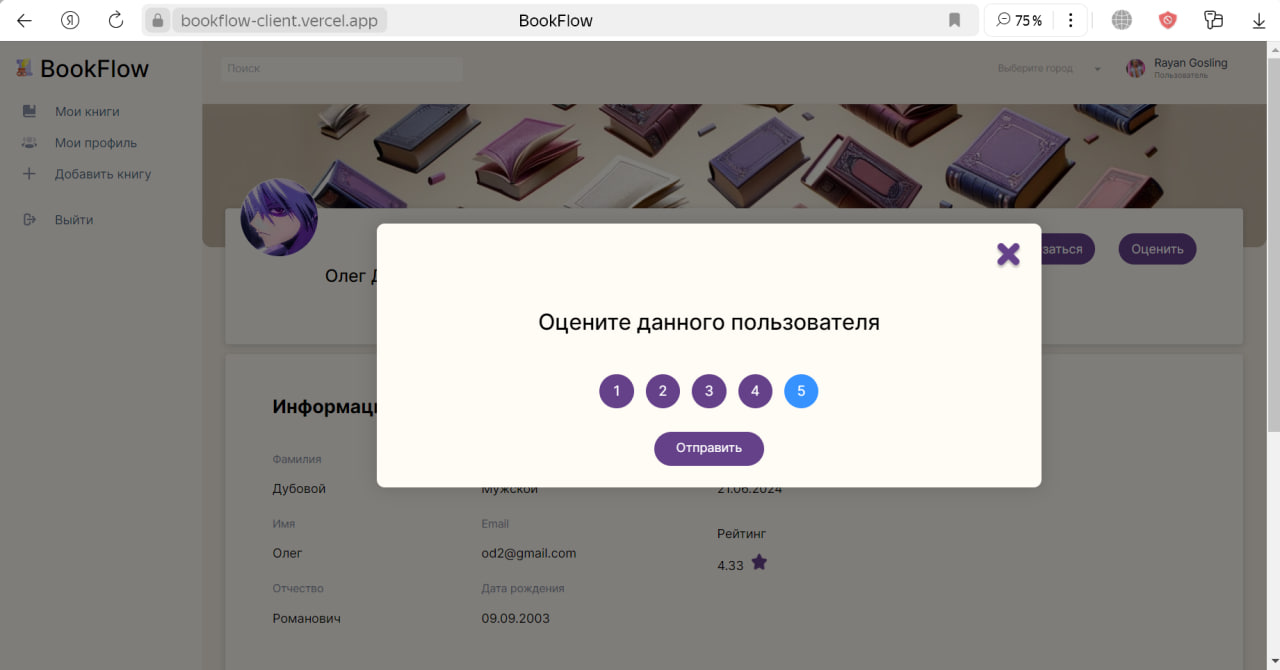 bookflow-client.vercel.app
BookFlow
75%
BookFlow
Поиск
Выберите город
Rayan Gosling
Пользователь
Мои книги
Мой профиль
Добавить книгу
Выйти
заться
Оценить
Олег Д
Оцените данного пользователя
1 2 3 4 5
Отправить
Информац
Фамилия
Дубовой
Мужской
21.06.2024
Имя
Email
Рейтинг
Олег
od2@gmail.com
4.33
Отчество
Дата рождения
Романович
09.09.2003